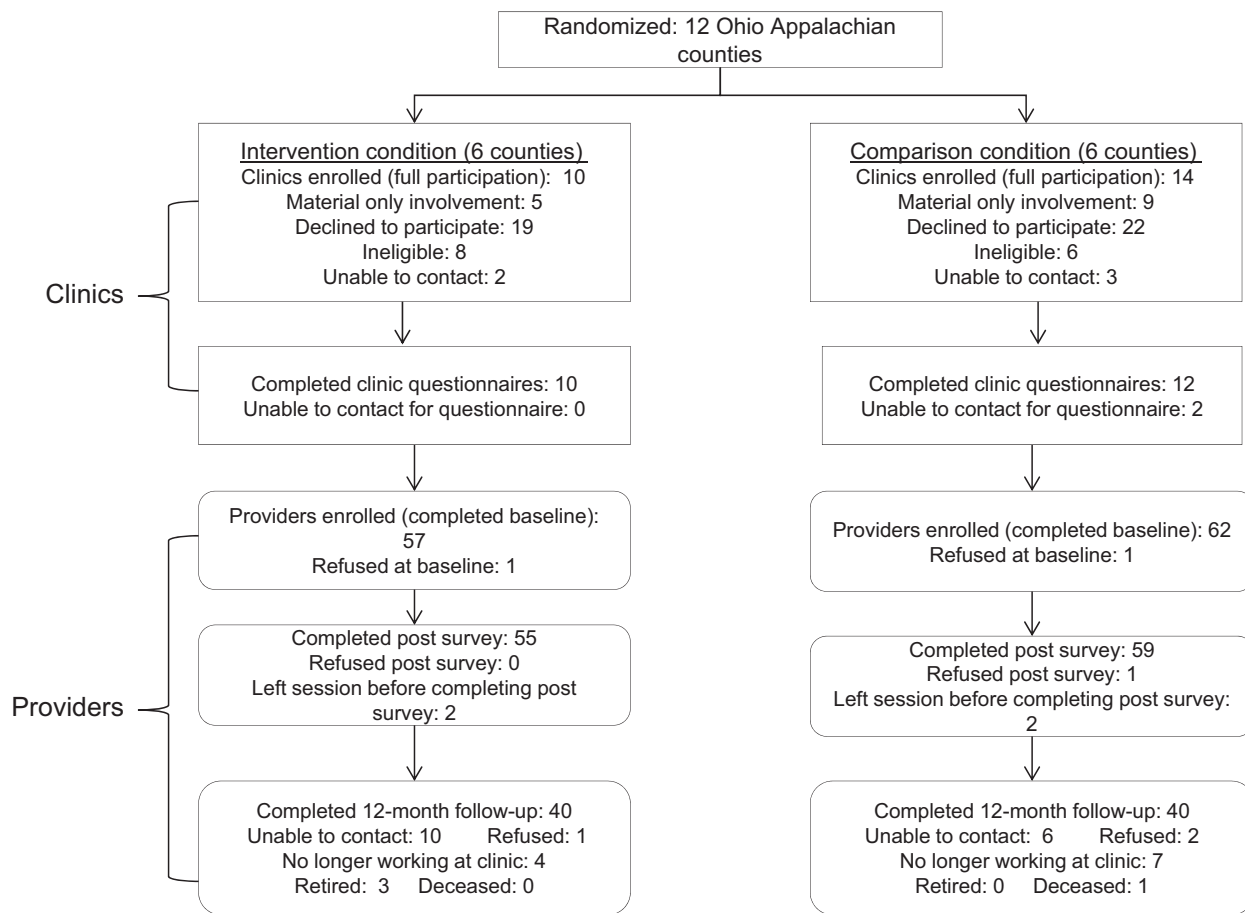 Randomized: 12 Ohio Appalachian
counties
Intervention condition (6 counties)
Clinics enrolled (full participation): 10
Material only involvement: 5
Declined to participate: 19
Ineligible: 8
Unable to contact: 2
Comparison condition (6 counties)
Clinics enrolled (full participation): 14
Material only involvement: 9
Declined to participate: 22
Ineligible: 6
Unable to contact: 3
Clinics
Completed clinic questionnaires: 10
Unable to contact for questionnaire: 0
Completed clinic questionnaires: 12
Unable to contact for questionnaire: 2
Providers enrolled (completed baseline):
57
Refused at baseline: 1
Providers enrolled (completed baseline): 62
Refused at baseline: 1
Completed post survey: 55
Refused post survey: 0
Left session before completing post
survey: 2
Completed post survey: 59
Refused post survey: 1
Left session before completing post survey:
2
Providers
Completed 12-month follow-up: 40
Unable to contact: 10 Refused: 1
No longer working at clinic: 4
Retired: 3 Deceased: 0
Completed 12-month follow-up: 40
Unable to contact: 6 Refused: 2
No longer working at clinic: 7
Retired: 0 Deceased: 1